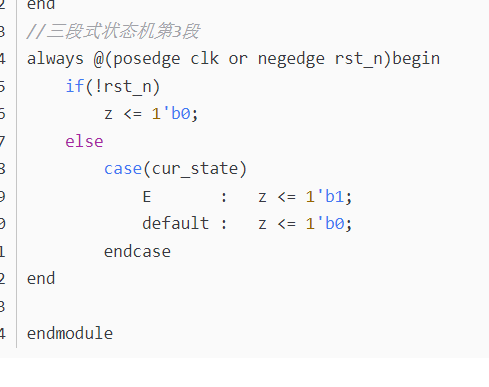 2 end
3 //三段式状态机第3段
4 always @(posedge clk or negedge rst_n)begin
5     if(!rst_n)
6         z <= 1'b0;
7     else
8         case(cur_state)
9             E       :   z <= 1'b1;
0             default :   z <= 1'b0;
1         endcase
2 end
3
4 endmodule